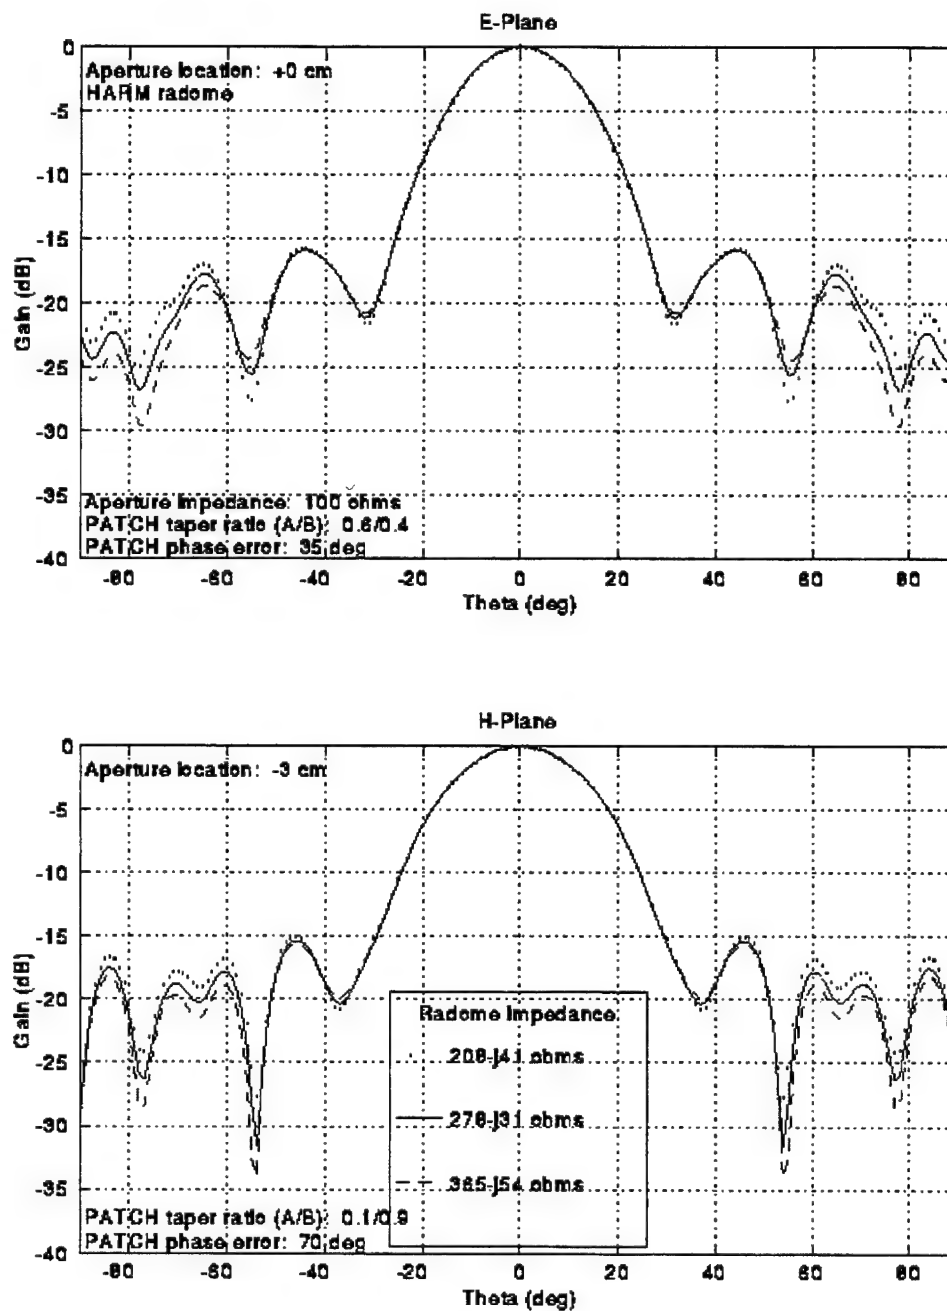 E-Plane
0
Aperture location: +0 cm
HARM radome
-5
-10
-15
-20
-25
-30
-35
-40
Gain (dB)
Aperture Impedance: 100 ohms
PATCH taper ratio (A/B): 0.6/0.4
PATCH phase error: 35 deg
-80 -60 -40 -20 0 20 40 60 80
Theta (deg)
H-Plane
0
Aperture location: -3 cm
-5
-10
-15
-20
-25
-30
-35
-40
Gain (dB)
Radome Impedance
208-j41 ohms
278-j31 ohms
365-j54 ohms
PATCH taper ratio (A/B): 0.1/0.9
PATCH phase error: 70 deg
-80 -60 -40 -20 0 20 40 60 80
Theta (deg)